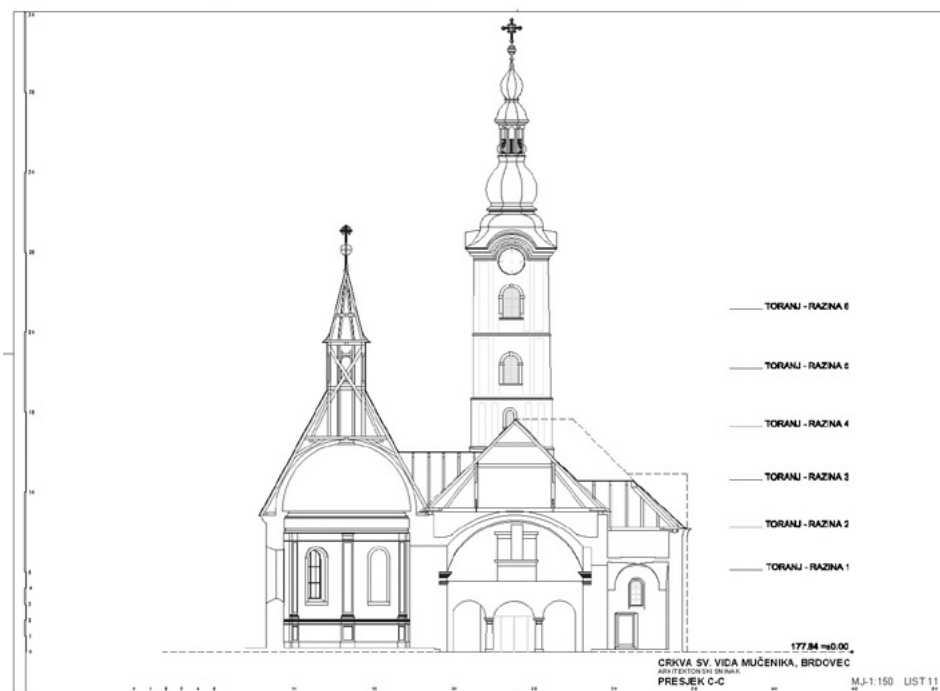 TORANJ - RAZINA 6
TORANJ - RAZINA 5
TORANJ - RAZINA 4
TORANJ - RAZINA 3
TORANJ - RAZINA 2
TORANJ - RAZINA 1
177.84 =±0.00
CRKVA SV. VIDA MUČENIKA, BRDOVEC
ARHITEKTONSKI SNIMAK
PRESJEK C-C
MJ-1:150 LIST 11